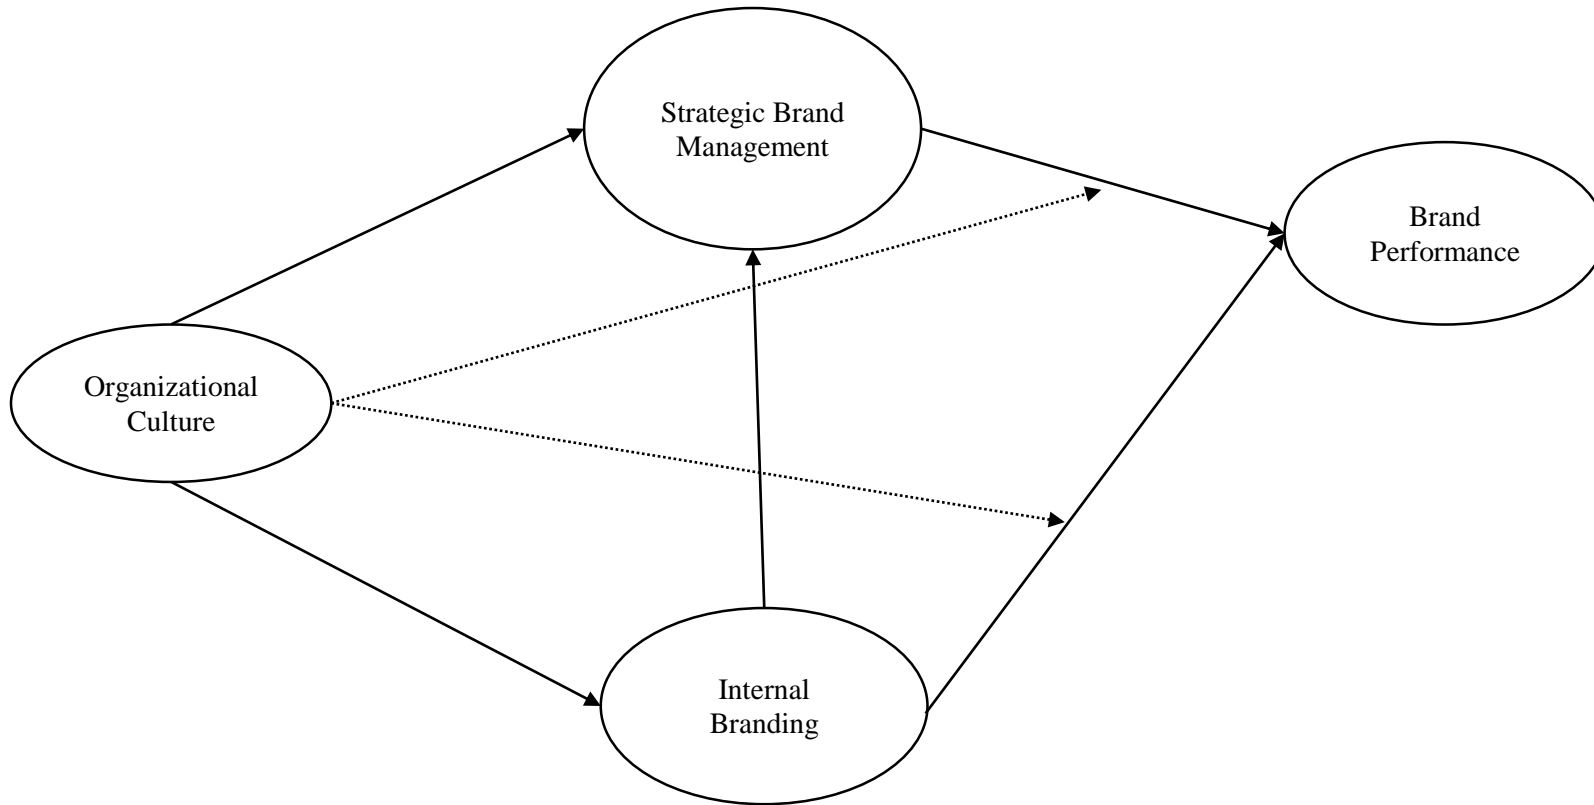 Strategic Brand
Management
Brand
Performance
Organizational
Culture
Internal
Branding